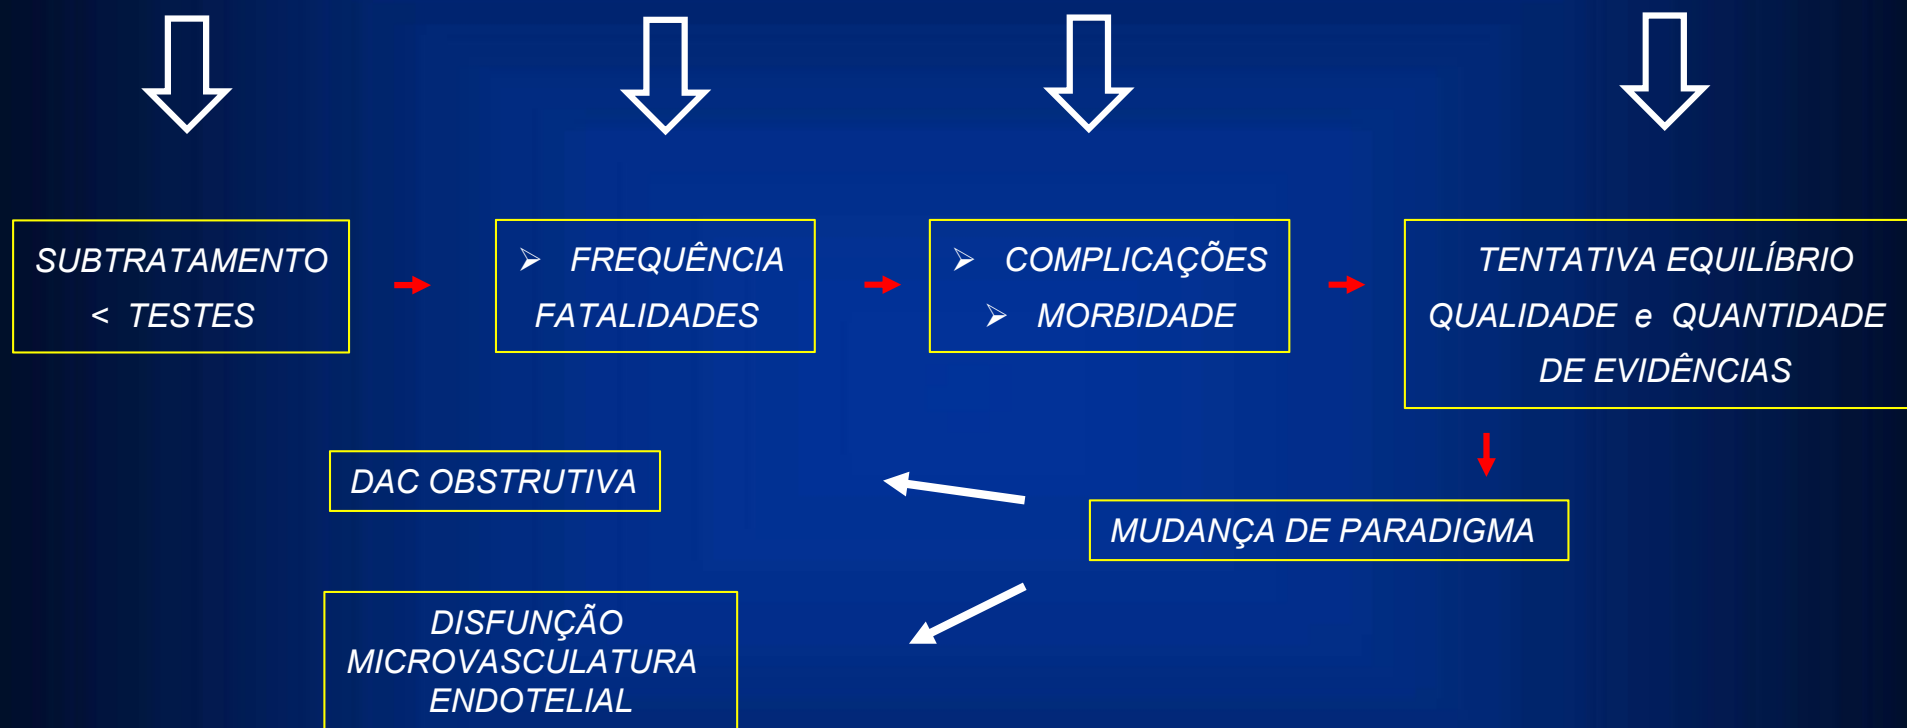 SUBTRATAMENTO
< TESTES
➢ FREQUÊNCIA
FATALIDADES
➢ COMPLICAÇÕES
➢ MORBIDADE
TENTATIVA EQUILÍBRIO
QUALIDADE e QUANTIDADE
DE EVIDÊNCIAS
DAC OBSTRUTIVA
MUDANÇA DE PARADIGMA
DISFUNÇÃO
MICROVASCULATURA
ENDOTELIAL